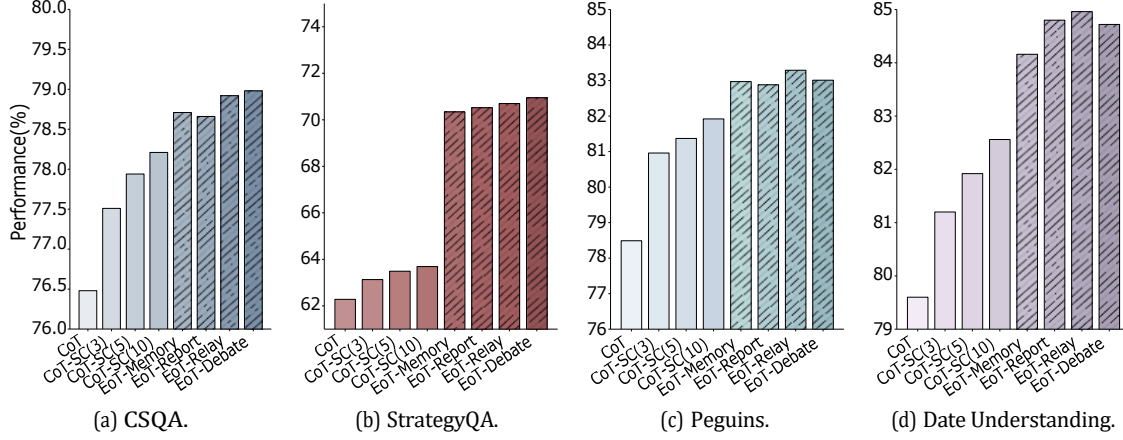 Performance(%)
80.0
79.5
79.0
78.5
78.0
77.5
77.0
76.5
76.0
CoT
CoT-SC(3)
CoT-SC(5)
CoT-SC(10)
EoT-Memory
EoT-Report
EoT-Relay
EoT-Debate
(a) CSQA.
74
72
70
68
66
64
62
CoT
CoT-SC(3)
CoT-SC(5)
CoT-SC(10)
EoT-Memory
EoT-Report
EoT-Relay
EoT-Debate
(b) StrategyQA.
85
84
83
82
81
80
79
78
77
76
CoT
CoT-SC(3)
CoT-SC(5)
CoT-SC(10)
EoT-Memory
EoT-Report
EoT-Relay
EoT-Debate
(c) Peguins.
85
84
83
82
81
80
79
CoT
CoT-SC(3)
CoT-SC(5)
CoT-SC(10)
EoT-Memory
EoT-Report
EoT-Relay
EoT-Debate
(d) Date Understanding.